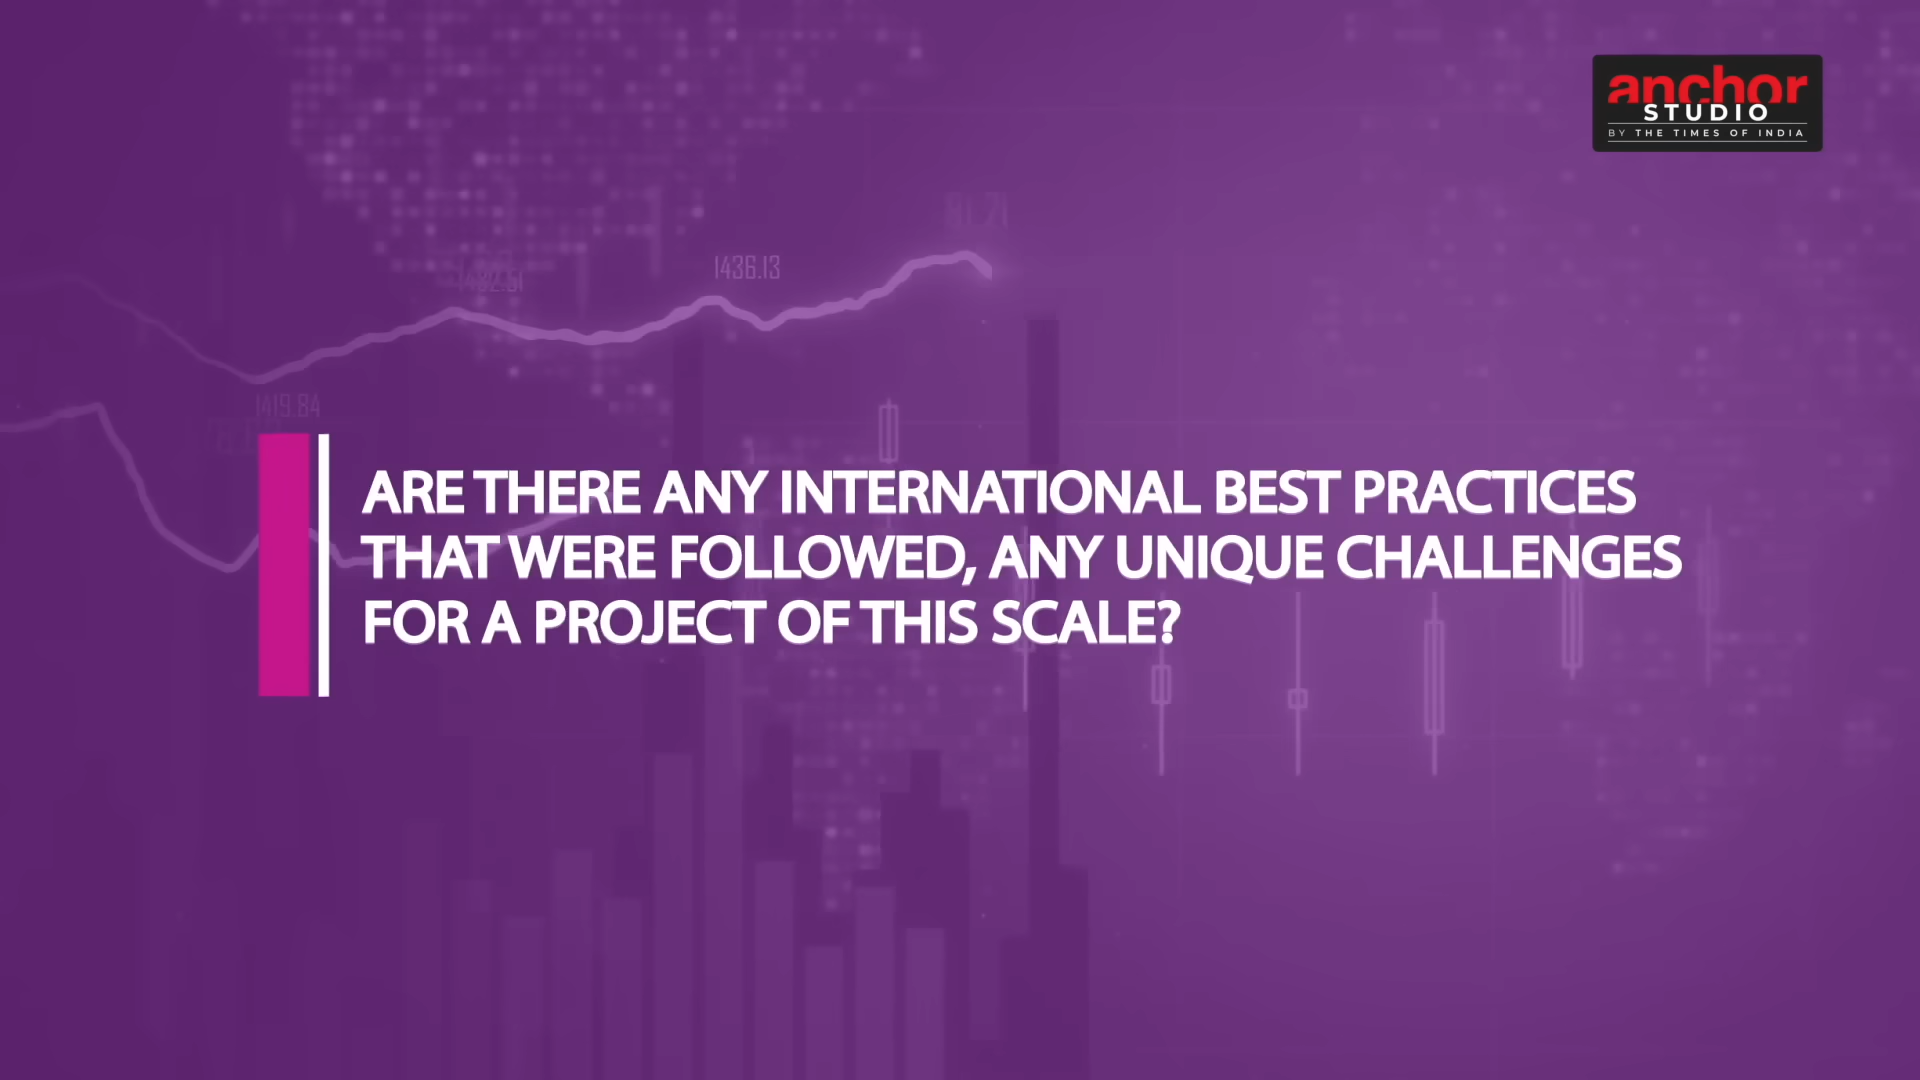 anchor
STUDIO
BY THE TIMES OF INDIA
1436.13
1419.84
ARE THERE ANY INTERNATIONAL BEST PRACTICES
THAT WERE FOLLOWED, ANY UNIQUE CHALLENGES
FOR A PROJECT OF THIS SCALE?